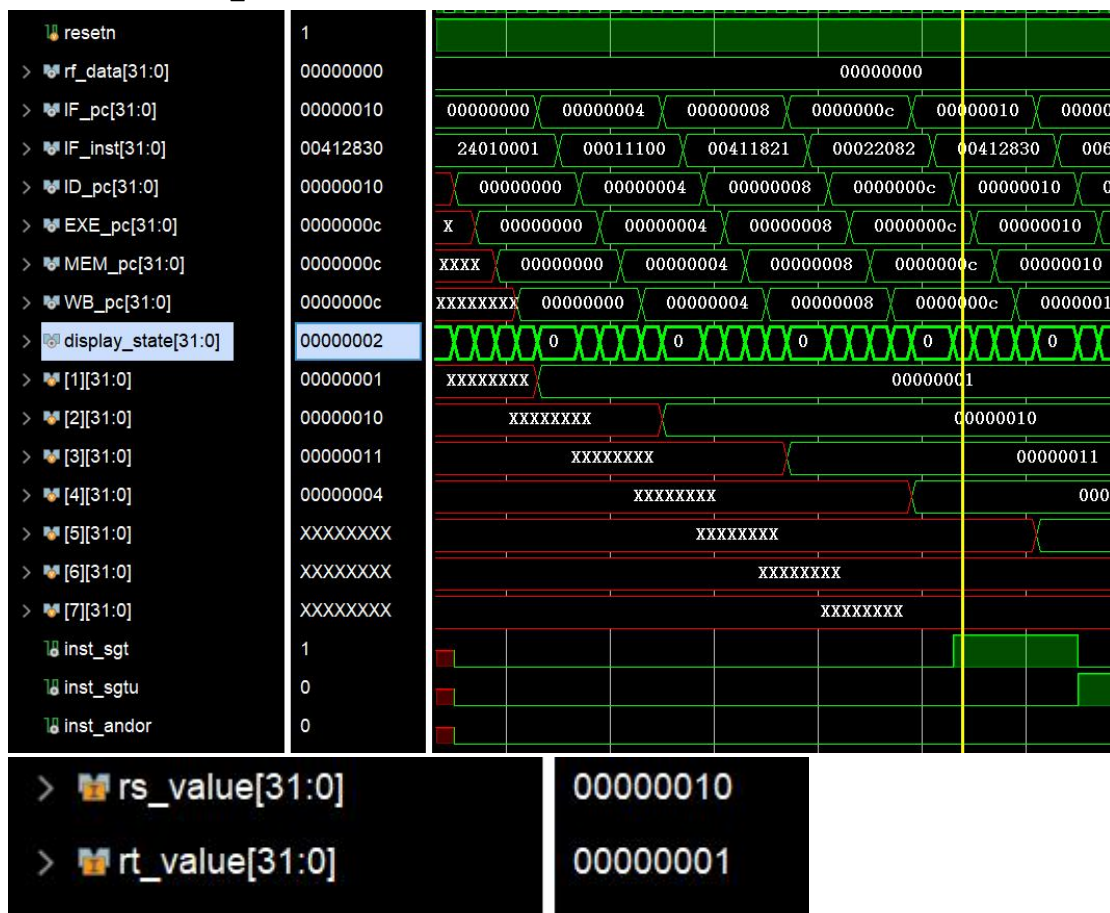 resetn 1
rf_data[31:0] 00000000 00000000
IF_pc[31:0] 00000010 00000000 00000004 00000008 0000000c 00000010 00000
IF_inst[31:0] 00412830 24010001 00011100 00411821 00022082 00412830 006
ID_pc[31:0] 00000010 00000000 00000004 00000008 0000000c 00000010
EXE_pc[31:0] 0000000c X 00000000 00000004 00000008 0000000c 00000010
MEM_pc[31:0] 0000000c XXXX 00000000 00000004 00000008 0000000c 00000010
WB_pc[31:0] 0000000c XXXXXXXX 00000000 00000004 00000008 0000000c 0000001
display_state[31:0] 00000002 0 0 0 0 0
[1][31:0] 00000001 XXXXXXXX 00000001
[2][31:0] 00000010 XXXXXXXX 00000010
[3][31:0] 00000011 XXXXXXXX 00000011
[4][31:0] 00000004 XXXXXXXX 000
[5][31:0] XXXXXXXX XXXXXXXX
[6][31:0] XXXXXXXX XXXXXXXX
[7][31:0] XXXXXXXX XXXXXXXX
inst_sgt 1
inst_sgtu 0
inst_andor 0
rs_value[31:0] 00000010
rt_value[31:0] 00000001